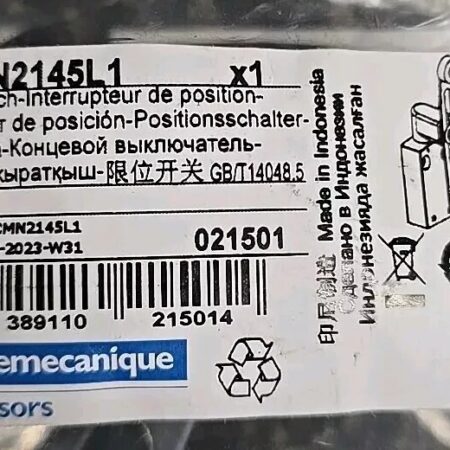 N2145L1 x1
ch-Interrupteur de position-
r de posición-Positionsschalter-
-Концевой выключатель-
қыратқыш-限位开关 GB/T14048.5
CMN2145L1
-2023-W31
021501
389110 215014
emecanique
sors
印尼制造 Made in Indonesia
Сделано в Индонезии
Индонезияда жасалған